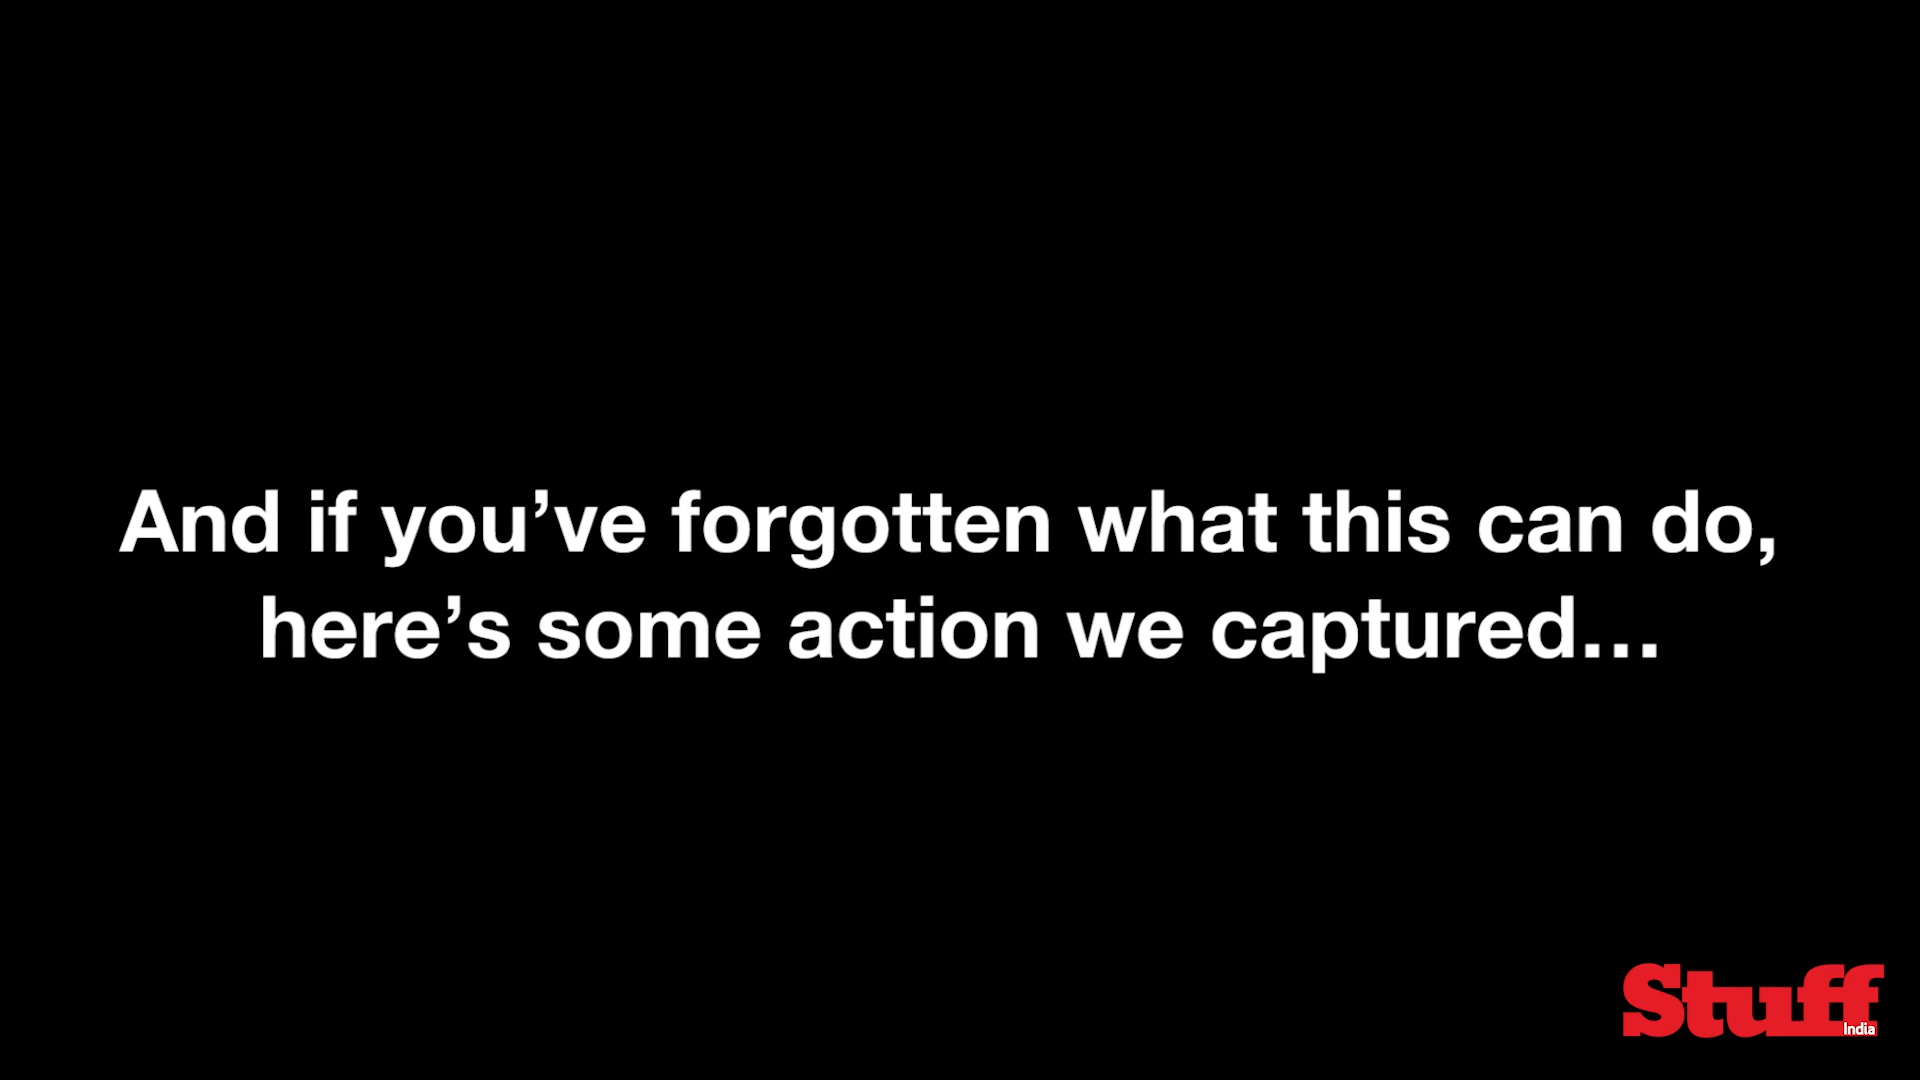 And if you’ve forgotten what this can do,
here’s some action we captured…
Stuff
India